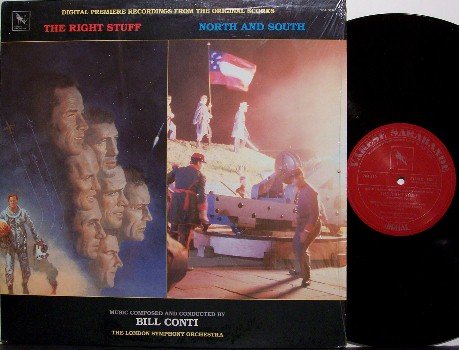 DIGITAL PREMIERE RECORDINGS FROM THE ORIGINAL SCORES
THE RIGHT STUFF
NORTH AND SOUTH
MUSIC COMPOSED AND CONDUCTED BY
BILL CONTI
THE LONDON SYMPHONY ORCHESTRA
VARESE SARABANDE
DIGITAL